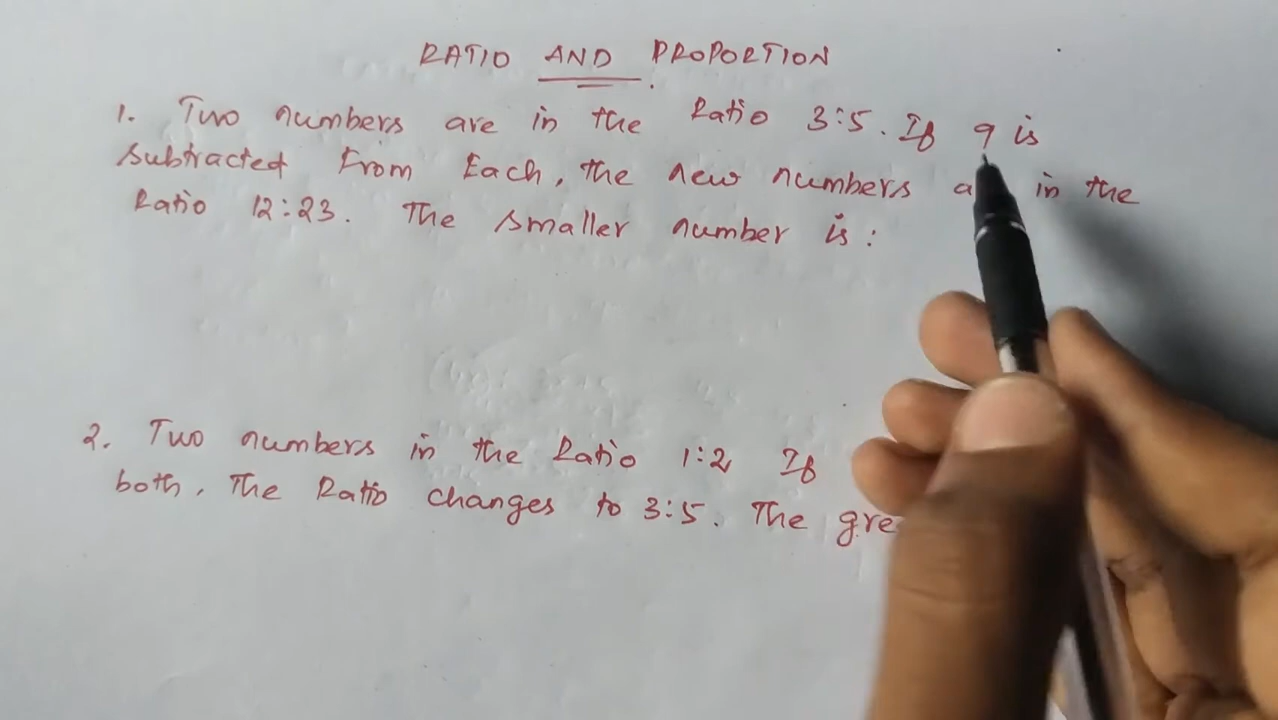 RATIO AND PROPORTION
1. Two numbers are in the Ratio 3:5. If 9 is
subtracted From Each, the new numbers in the
Ratio 12:23. The smaller number is:
2. Two numbers in the Ratio 1:2 If
both, The Ratio changes to 3:5. The